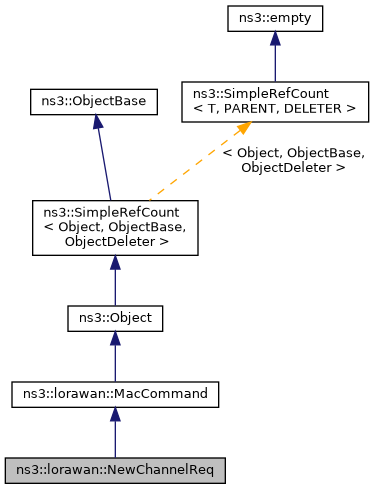 ns3::empty
ns3::SimpleRefCount
< T, PARENT, DELETER >
ns3::ObjectBase
< Object, ObjectBase,
ObjectDeleter >
ns3::SimpleRefCount
< Object, ObjectBase,
ObjectDeleter >
ns3::Object
ns3::lorawan::MacCommand
ns3::lorawan::NewChannelReq